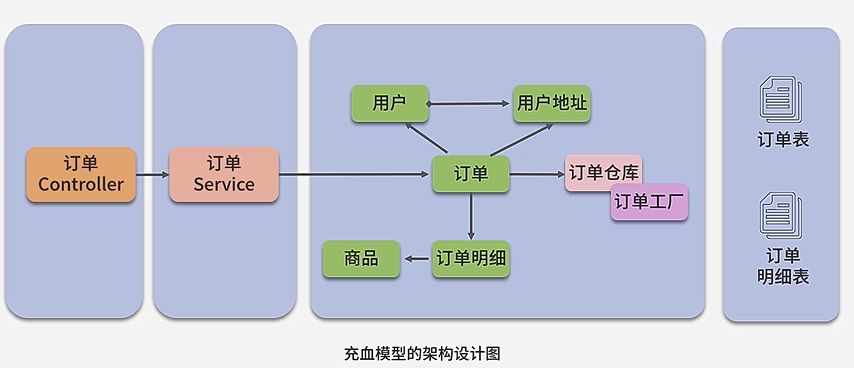 订单
Controller
订单
Service
用户
用户地址
订单
订单仓库
订单工厂
商品
订单明细
订单表
订单
明细表
充血模型的架构设计图